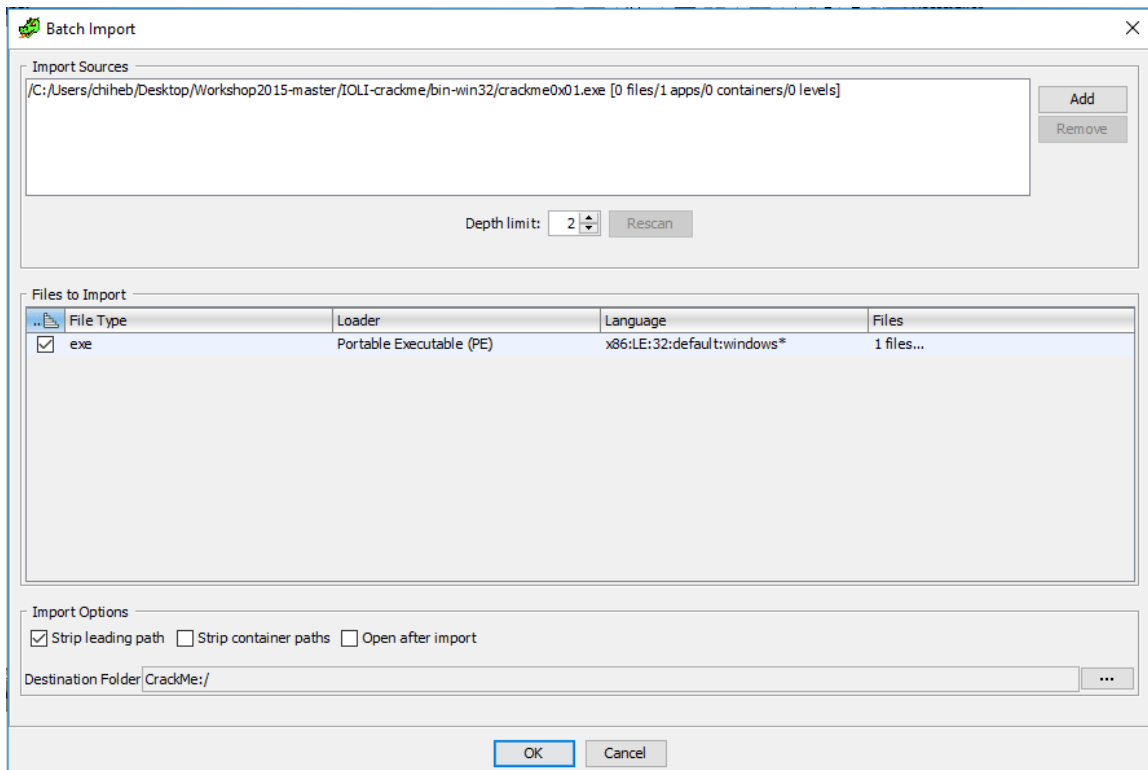 Batch Import
Import Sources
/C:/Users/chiheb/Desktop/Workshop2015-master/IOLI-crackme/bin-win32/crackme0x01.exe [0 files/1 apps/0 containers/0 levels]
Add
Remove
Depth limit: 2 Rescan
Files to Import
.. File Type Loader Language Files
exe Portable Executable (PE) x86:LE:32:default:windows* 1 files...
Import Options
Strip leading path Strip container paths Open after import
Destination Folder CrackMe:/ ...
OK Cancel